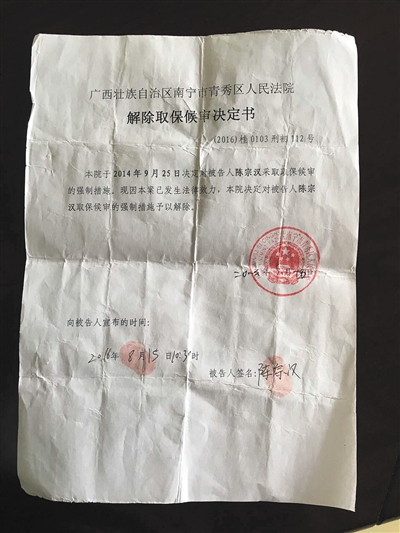 广西壮族自治区南宁市青秀区人民法院
解除取保候审决定书
(2016)桂0103刑初112号
本院于2014年9月25日决定对被告人陈宗汉采取取保候审
的强制措施。现因本案已发生法律效力，本院决定对被告人陈宗
汉取保候审的强制措施予以解除。
向被告人宣布的时间:
2016年 8月15日10:30时
被告人签名:陈宗汉